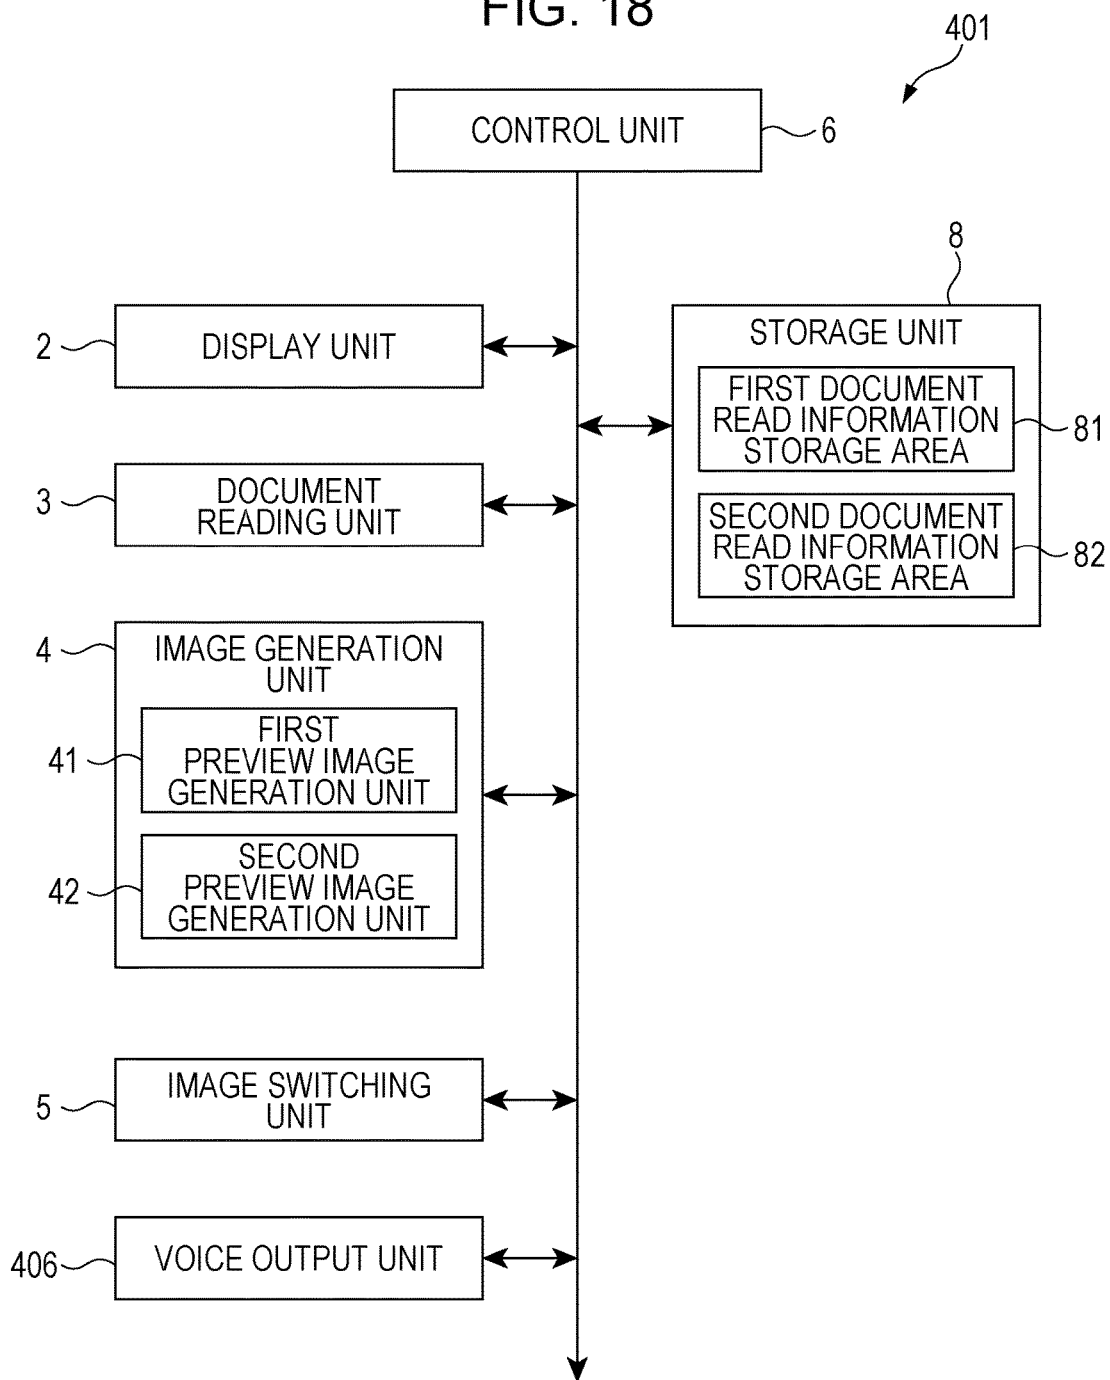 FIG. 18
401
CONTROL UNIT
6
8
2
DISPLAY UNIT
STORAGE UNIT
FIRST DOCUMENT
READ INFORMATION
STORAGE AREA
81
3
DOCUMENT
READING UNIT
SECOND DOCUMENT
READ INFORMATION
STORAGE AREA
82
4
IMAGE GENERATION
UNIT
41
FIRST
PREVIEW IMAGE
GENERATION UNIT
42
SECOND
PREVIEW IMAGE
GENERATION UNIT
5
IMAGE SWITCHING
UNIT
406
VOICE OUTPUT UNIT